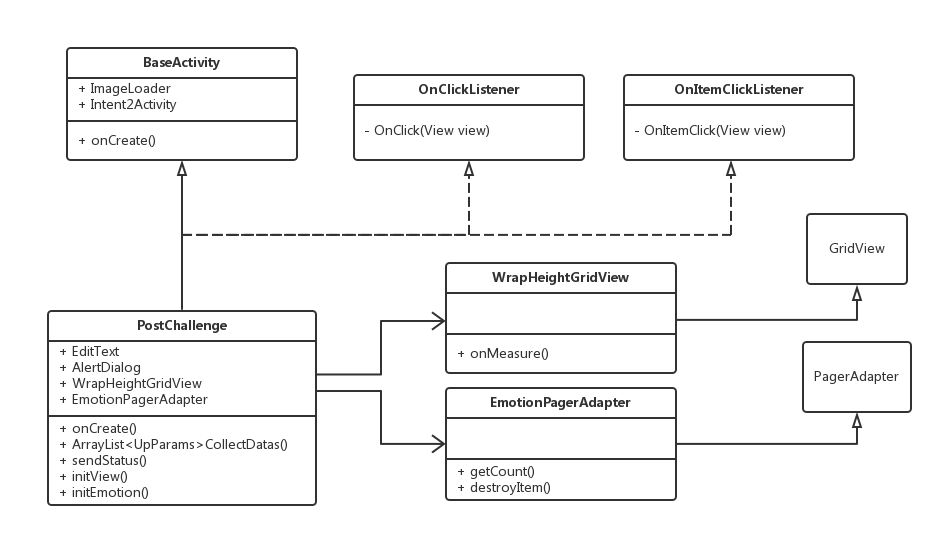 BaseActivity
+ ImageLoader
+ Intent2Activity
+ onCreate()
OnClickListener
- OnClick(View view)
OnItemClickListener
- OnItemClick(View view)
GridView
WrapHeightGridView
+ onMeasure()
PostChallenge
+ EditText
+ AlertDialog
+ WrapHeightGridView
+ EmotionPagerAdapter
+ onCreate()
+ ArrayList<UpParams>CollectDatas()
+ sendStatus()
+ initView()
+ initEmotion()
PagerAdapter
EmotionPagerAdapter
+ getCount()
+ destroyItem()